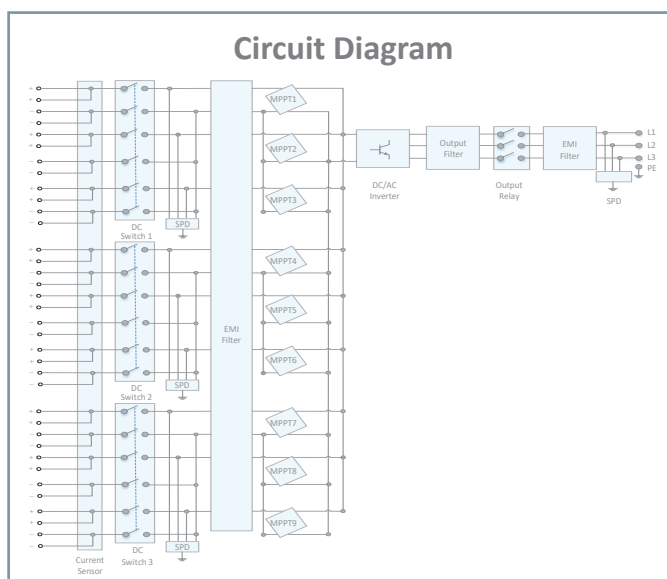 Circuit Diagram
+
+
−
−
+
+
−
−
+
+
−
−
DC
Switch 1
SPD
+
+
−
−
+
+
−
−
+
+
−
−
DC
Switch 2
SPD
+
+
−
−
+
+
−
−
+
+
−
−
Current
Sensor
DC
Switch 3
SPD
EMI
Filter
MPPT1
MPPT2
MPPT3
MPPT4
MPPT5
MPPT6
MPPT7
MPPT8
MPPT9
DC/AC
Inverter
Output
Filter
Output
Relay
EMI
Filter
L1
L2
L3
PE
SPD